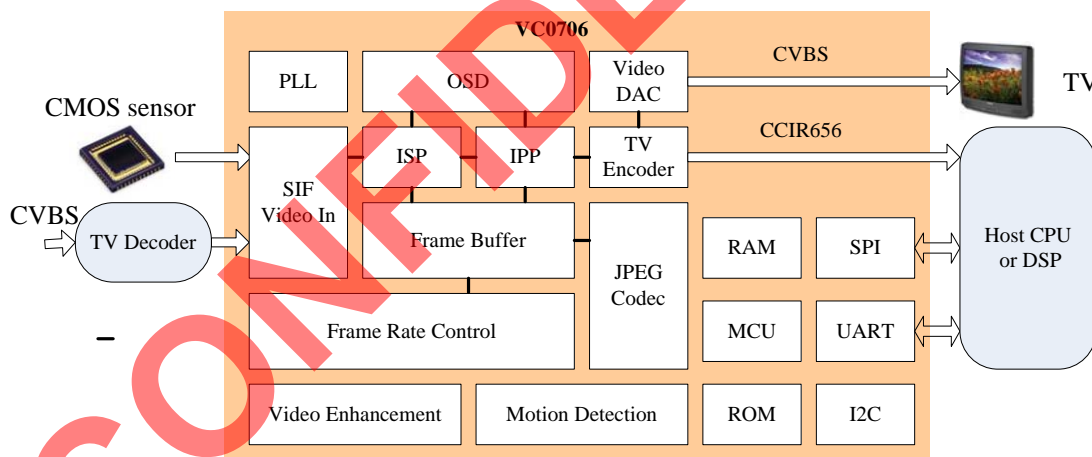 VC0706
PLL
OSD
Video
DAC
CVBS
TV
CMOS sensor
CCIR656
SIF
Video In
ISP
IPP
TV
Encoder
CVBS
TV Decoder
Frame Buffer
JPEG
Codec
RAM
SPI
Host CPU
or DSP
Frame Rate Control
MCU
UART
Video Enhancement
Motion Detection
ROM
I2C